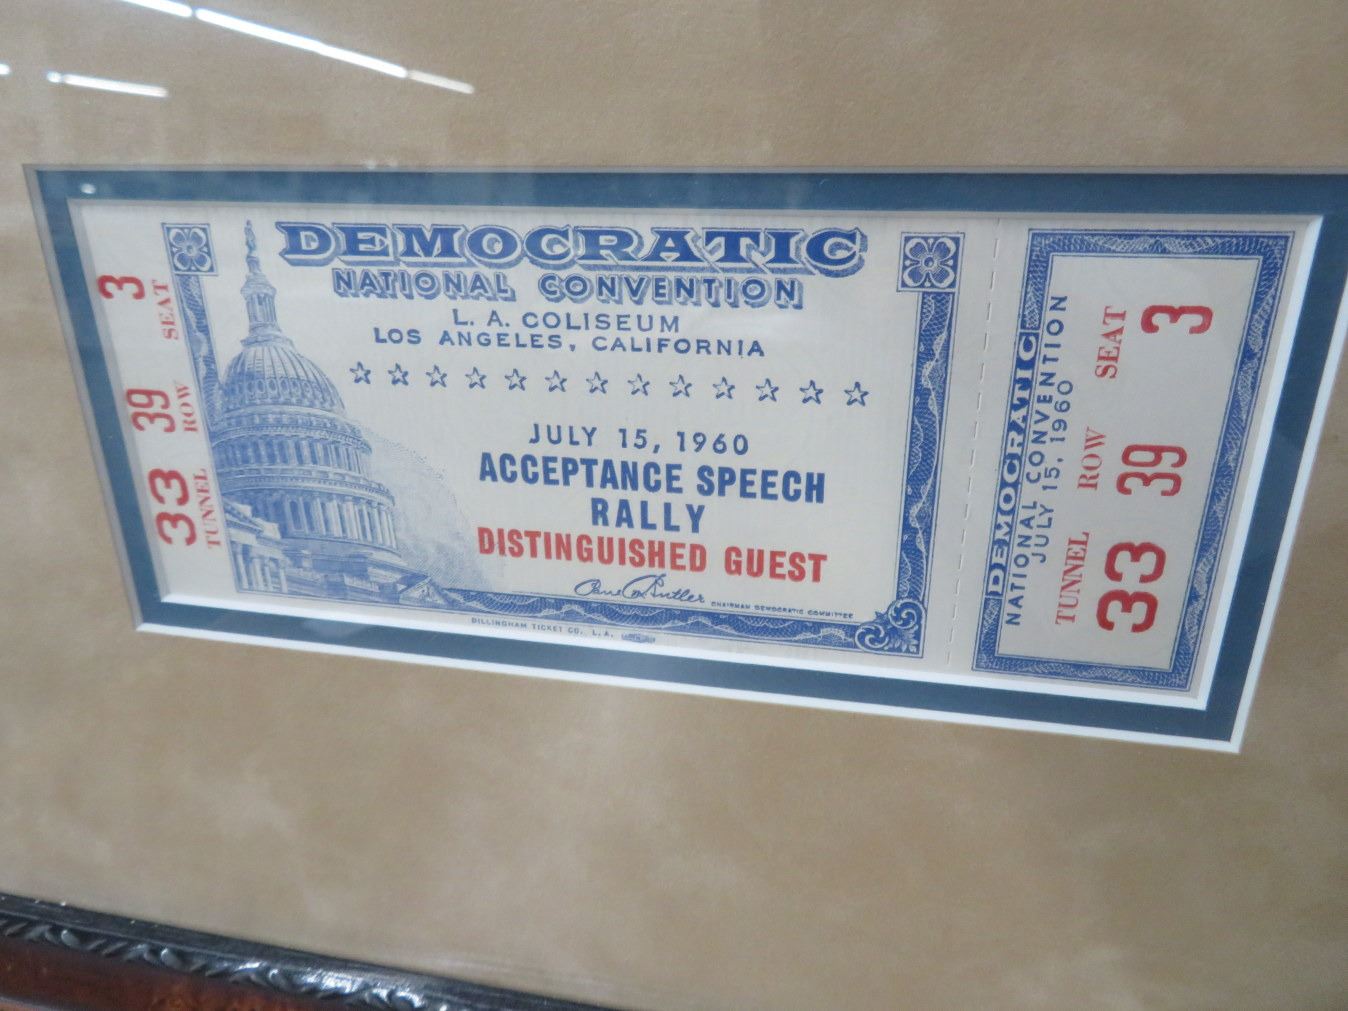 3 39 33
SEAT ROW TUNNEL
DEMOCRATIC
NATIONAL CONVENTION
L. A. COLISEUM
LOS ANGELES, CALIFORNIA
JULY 15, 1960
ACCEPTANCE SPEECH
RALLY
DISTINGUISHED GUEST
Paul M. Butler CHAIRMAN DEMOCRATIC COMMITTEE
DILLINGHAM TICKET CO. L. A.
DEMOCRATIC
NATIONAL CONVENTION
JULY 15, 1960
TUNNEL ROW SEAT
33 39 3